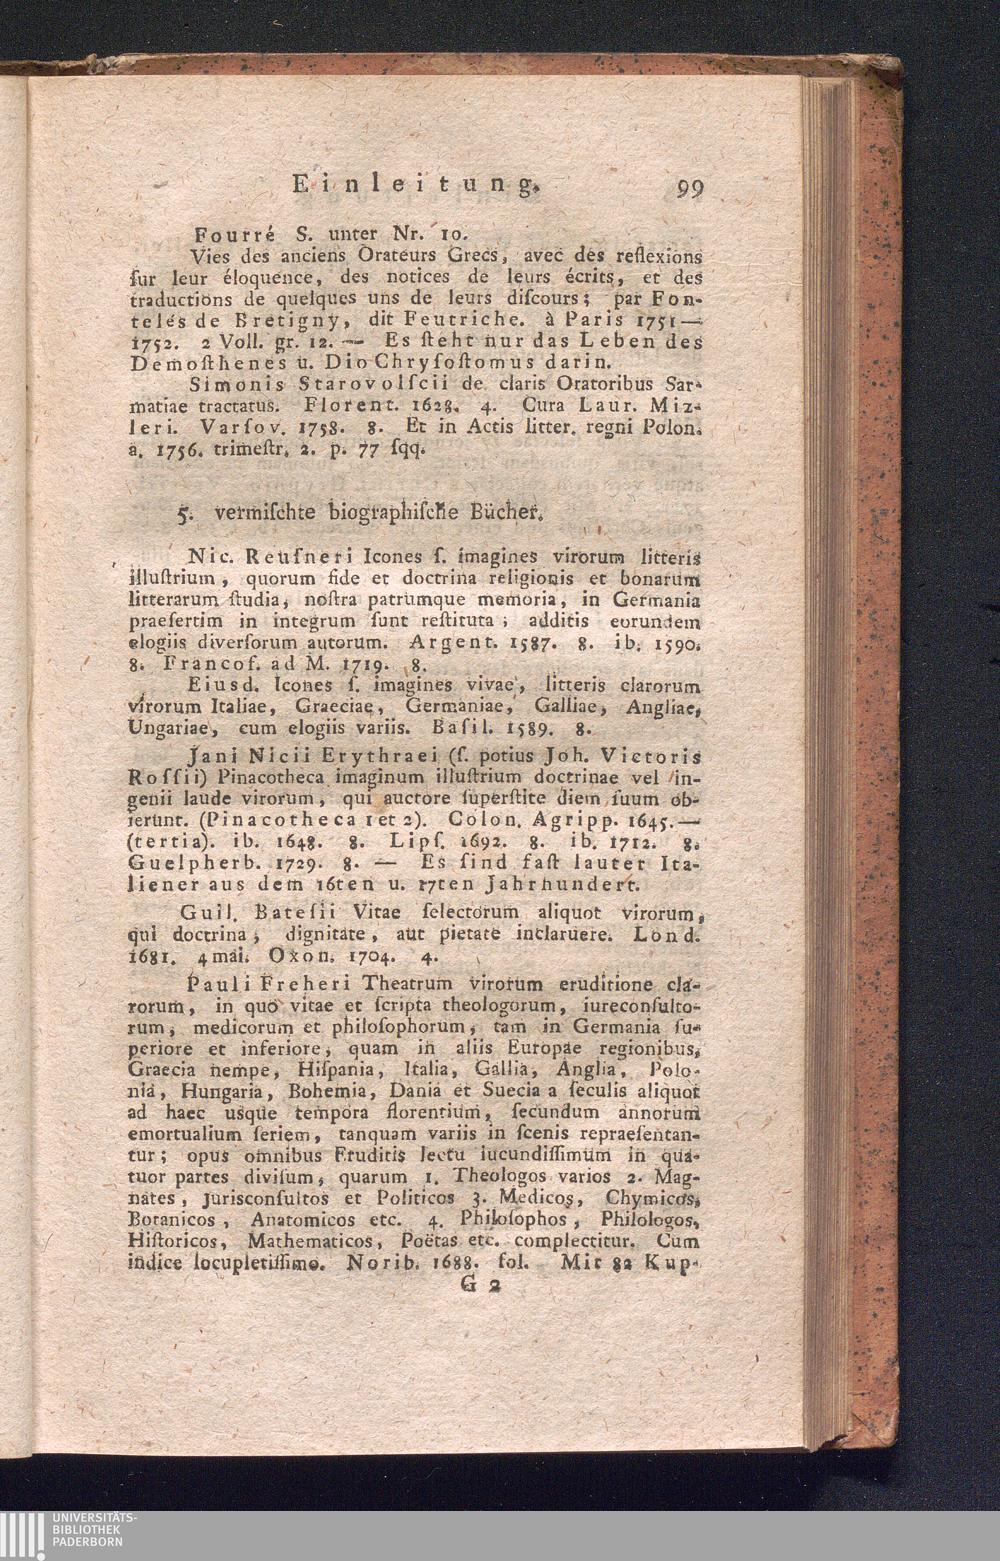 Einleitung. 99
Fourré S. unter Nr. 10.
Vies des anciens Orateurs Grecs, avec des reflexions
ſur leur éloquence, des notices de leurs écrits, et des
traductions de quelques uns de leurs diſcours; par Fon-
telés de Bretigny, dit Feutriche. à Paris 1751 —
1752. 2 Voll. gr. 12. — Es ſteht nur das Leben des
Demoſthenes u. Dio Chryſoſtomus darin.
Simonis Starovolſcii de claris Oratoribus Sar-
matiae tractatus. Florent. 1628. 4. Cura Laur. Miz-
leri. Varſov. 1758. 8. Et in Actis litter. regni Polon.
a. 1756. trimeſtr. 2. p. 77 ſqq.
5. vermiſchte biographiſche Bücher.
Nic. Reuſneri Icones ſ. imagines virorum litteris
illuſtrium, quorum fide et doctrina religionis et bonarum
litterarum ſtudia, noſtra patrumque memoria, in Germania
praeſertim in integrum ſunt reſtituta; additis eorundem
elogiis diverſorum autorum. Argent. 1587. 8. ib. 1590.
8. Francof. ad M. 1719. 8.
Eiusd. Icones ſ. imagines vivae, litteris clarorum
virorum Italiae, Graeciae, Germaniae, Galliae, Angliae,
Ungariae, cum elogiis variis. Baſil. 1589. 8.
Jani Nicii Erythraei (ſ. potius Joh. Victoris
Roſſii) Pinacotheca imaginum illuſtrium doctrinae vel in-
genii laude virorum, qui auctore ſuperſtite diem ſuum ob-
ierunt. (Pinacotheca 1 et 2). Colon. Agripp. 1645. —
(tertia). ib. 1648. 8. Lipſ. 1692. 8. ib. 1712. 8.
Guelpherb. 1729. 8. — Es ſind faſt lauter Ita-
liener aus dem 16ten u. 17ten Jahrhundert.
Guil. Bateſii Vitae ſelectorum aliquot virorum,
qui doctrina, dignitate, aut pietate inclaruere. Lond.
1681. 4 mai. Oxon. 1704. 4.
Pauli Freheri Theatrum virorum eruditione cla-
rorum, in quo vitae et ſcripta theologorum, iureconſulto-
rum, medicorum et philoſophorum, tam in Germania ſu-
periore et inferiore, quam in aliis Europae regionibus,
Graecia nempe, Hiſpania, Italia, Gallia, Anglia, Polo-
nia, Hungaria, Bohemia, Dania et Suecia a ſeculis aliquot
ad haec usque tempora florentium, ſecundum annorum
emortualium ſeriem, tanquam variis in ſcenis repraeſentan-
tur; opus omnibus Eruditis lectu iucundiſſimum in qua-
tuor partes diviſum, quarum 1. Theologos varios 2. Mag-
nates, Jurisconſultos et Politicos 3. Medicos, Chymicos,
Botanicos, Anatomicos etc. 4. Philoſophos, Philologos,
Hiſtoricos, Mathematicos, Poëtas etc. complectitur. Cum
indice locupletiſſimo. Norib. 1688. fol. Mit 82 Kup-
G 2
UNIVERSITÄTS-
BIBLIOTHEK
PADERBORN